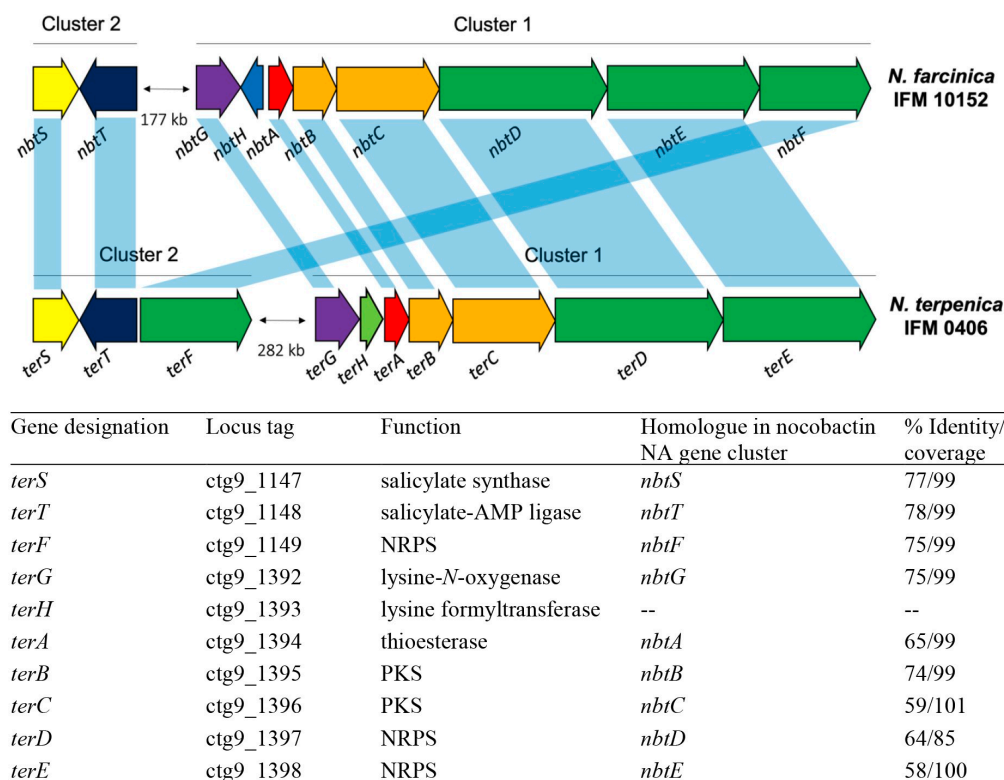 Cluster 2 Cluster 1
N. farcinica
IFM 10152
177 kb
nbtS nbtT nbtG nbtH nbtA nbtB nbtC nbtD nbtE nbtF
Cluster 2 Cluster 1
N. terpenica
IFM 0406
282 kb
terS terT terF terG terH terA terB terC terD terE
Gene designation Locus tag Function Homologue in nocobactin % Identity/
NA gene cluster coverage
terS ctg9_1147 salicylate synthase nbtS 77/99
terT ctg9_1148 salicylate-AMP ligase nbtT 78/99
terF ctg9_1149 NRPS nbtF 75/99
terG ctg9_1392 lysine-N-oxygenase nbtG 75/99
terH ctg9_1393 lysine formyltransferase -- --
terA ctg9_1394 thioesterase nbtA 65/99
terB ctg9_1395 PKS nbtB 74/99
terC ctg9_1396 PKS nbtC 59/101
terD ctg9_1397 NRPS nbtD 64/85
terE ctg9_1398 NRPS nbtE 58/100